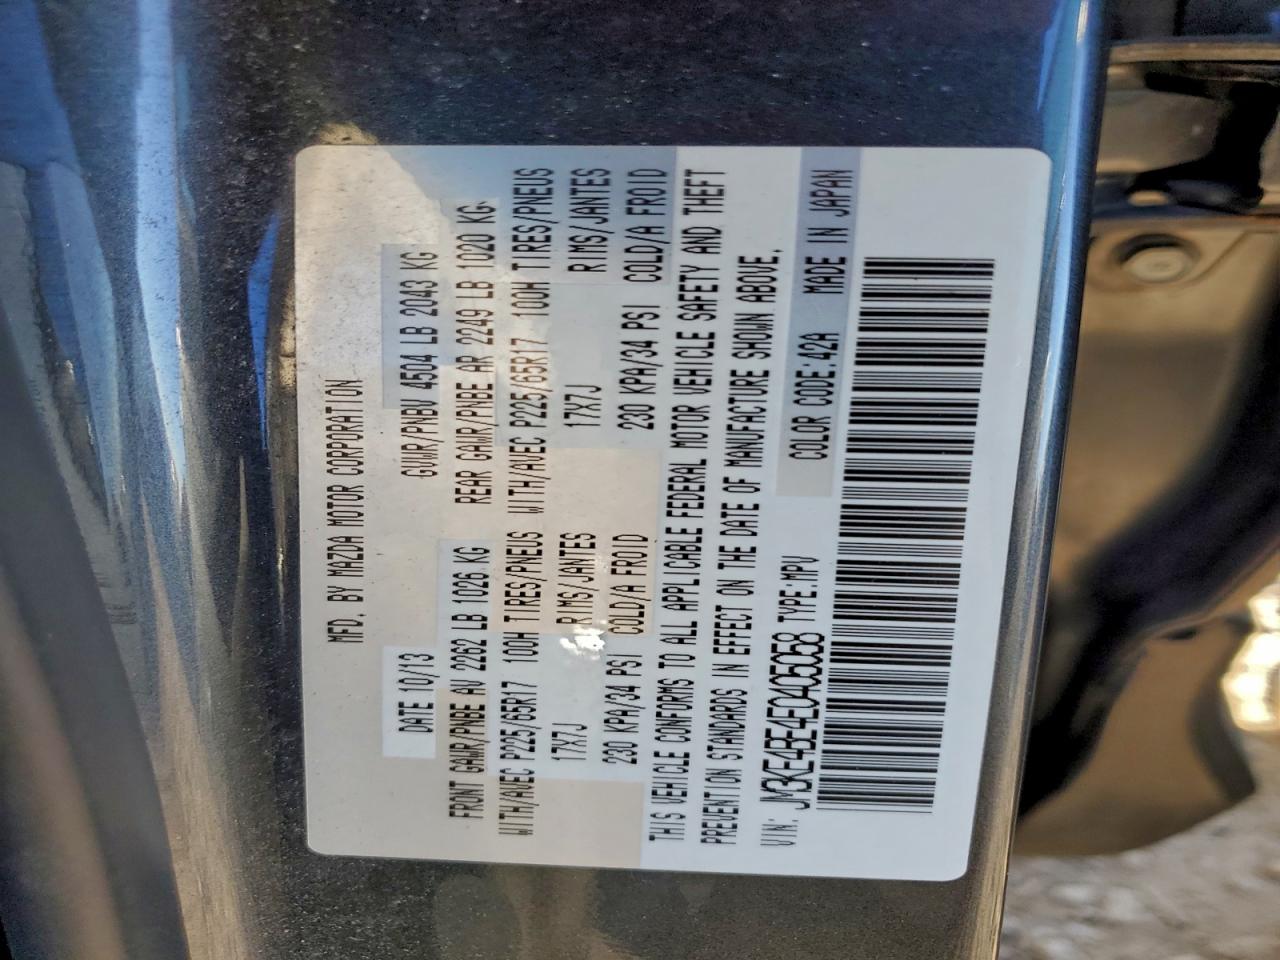 MFD. BY MAZDA MOTOR CORPORATION
DATE 10/13 GVWR/PNBV 4504 LB 2043 KG
FRONT GAWR/PNBE AV 2262 LB 1026 KG REAR GAWR/PNBE AR 2249 LB 1020 KG
WITH/AVEC P225/65R17 100H TIRES/PNEUS WITH/AVEC P225/65R17 100H TIRES/PNEUS
17X7J RIMS/JANTES 17X7J RIMS/JANTES
230 KPA/34 PSI COLD/A FROID 230 KPA/34 PSI COLD/A FROID
THIS VEHICLE CONFORMS TO ALL APPLICABLE FEDERAL MOTOR VEHICLE SAFETY AND THEFT
PREVENTION STANDARDS IN EFFECT ON THE DATE OF MANUFACTURE SHOWN ABOVE.
VIN: JM3KE4BE4E0405058 TYPE:MPV COLOR CODE:42A MADE IN JAPAN